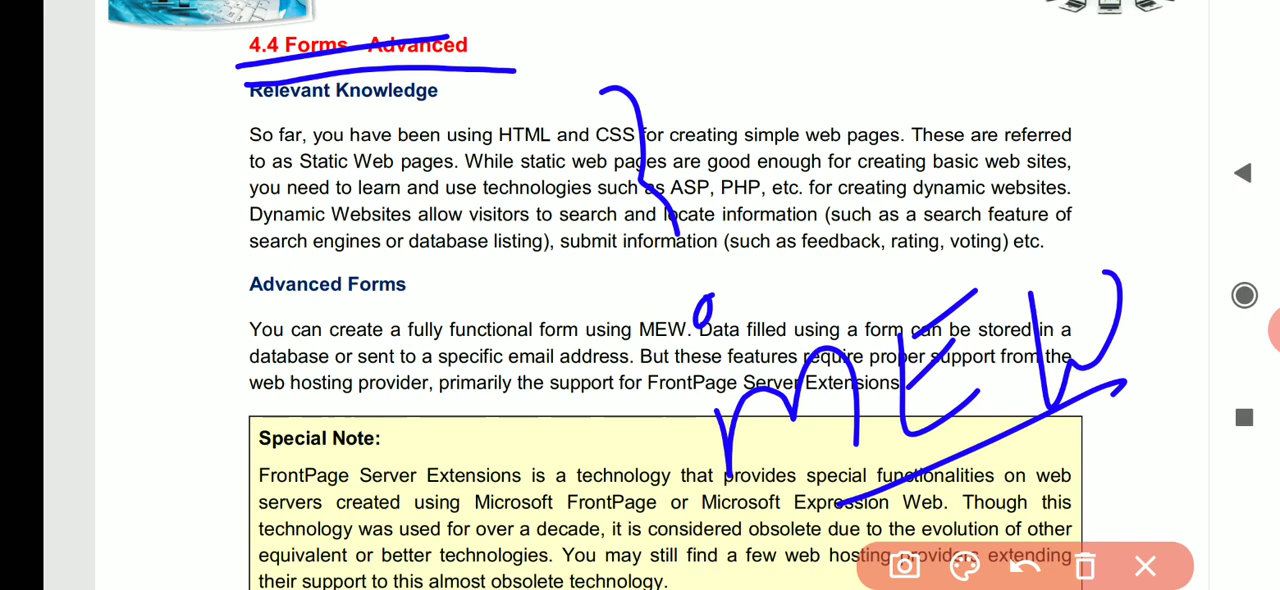 4.4 Forms - Advanced
Relevant Knowledge
So far, you have been using HTML and CSS for creating simple web pages. These are referred
to as Static Web pages. While static web pages are good enough for creating basic web sites,
you need to learn and use technologies such as ASP, PHP, etc. for creating dynamic websites.
Dynamic Websites allow visitors to search and locate information (such as a search feature of
search engines or database listing), submit information (such as feedback, rating, voting) etc.
Advanced Forms
You can create a fully functional form using MEW. Data filled using a form can be stored in a
database or sent to a specific email address. But these features require proper support from the
web hosting provider, primarily the support for FrontPage Server Extensions.
MEW
Special Note:
FrontPage Server Extensions is a technology that provides special functionalities on web
servers created using Microsoft FrontPage or Microsoft Expression Web. Though this
technology was used for over a decade, it is considered obsolete due to the evolution of other
equivalent or better technologies. You may still find a few web hosting providers extending
their support to this almost obsolete technology.